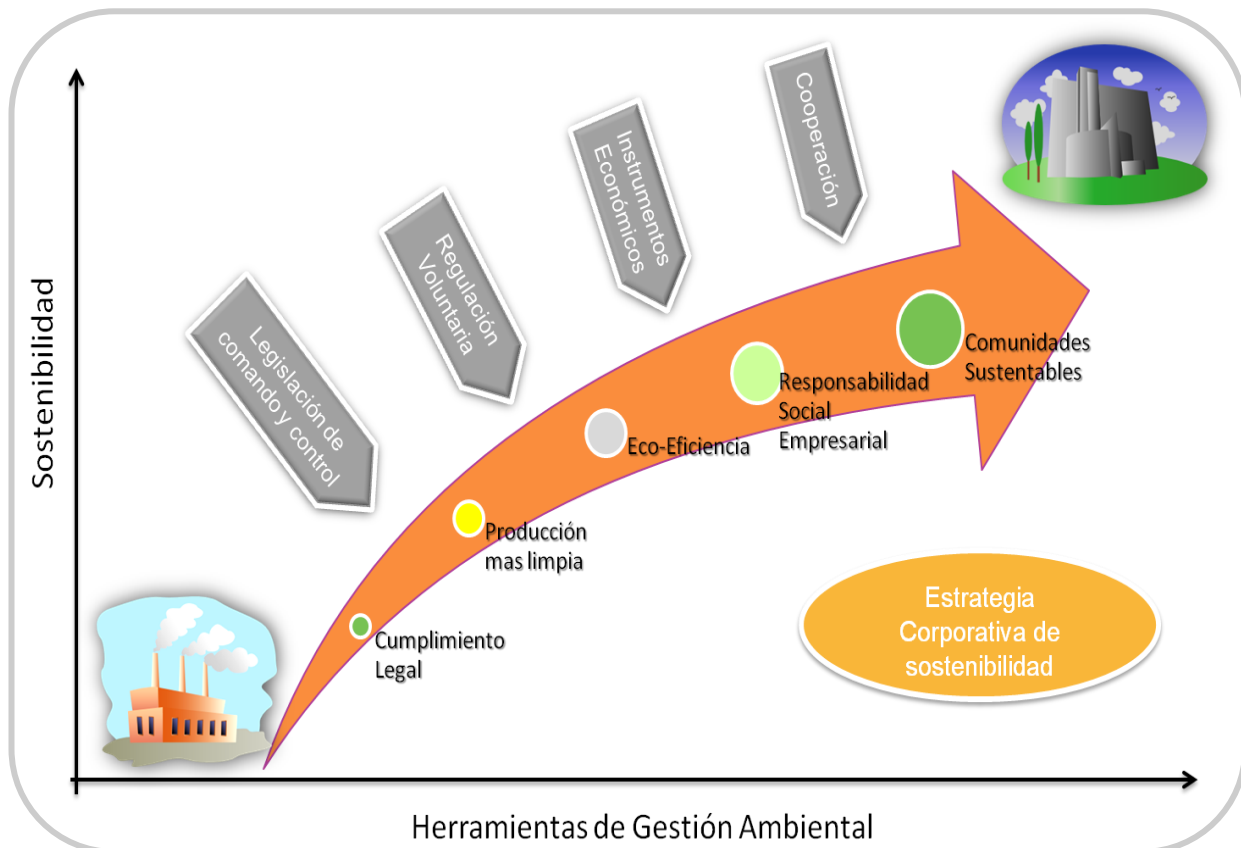 Sostenibilidad
Legislación de
comando y control
Regulación
Voluntaria
Instrumentos
Económicos
Cooperación
Comunidades
Sustentables
Responsabilidad
Social
Empresarial
Eco-Eficiencia
Producción
mas limpia
Cumplimiento
Legal
Estrategia
Corporativa de
sostenibilidad
Herramientas de Gestión Ambiental